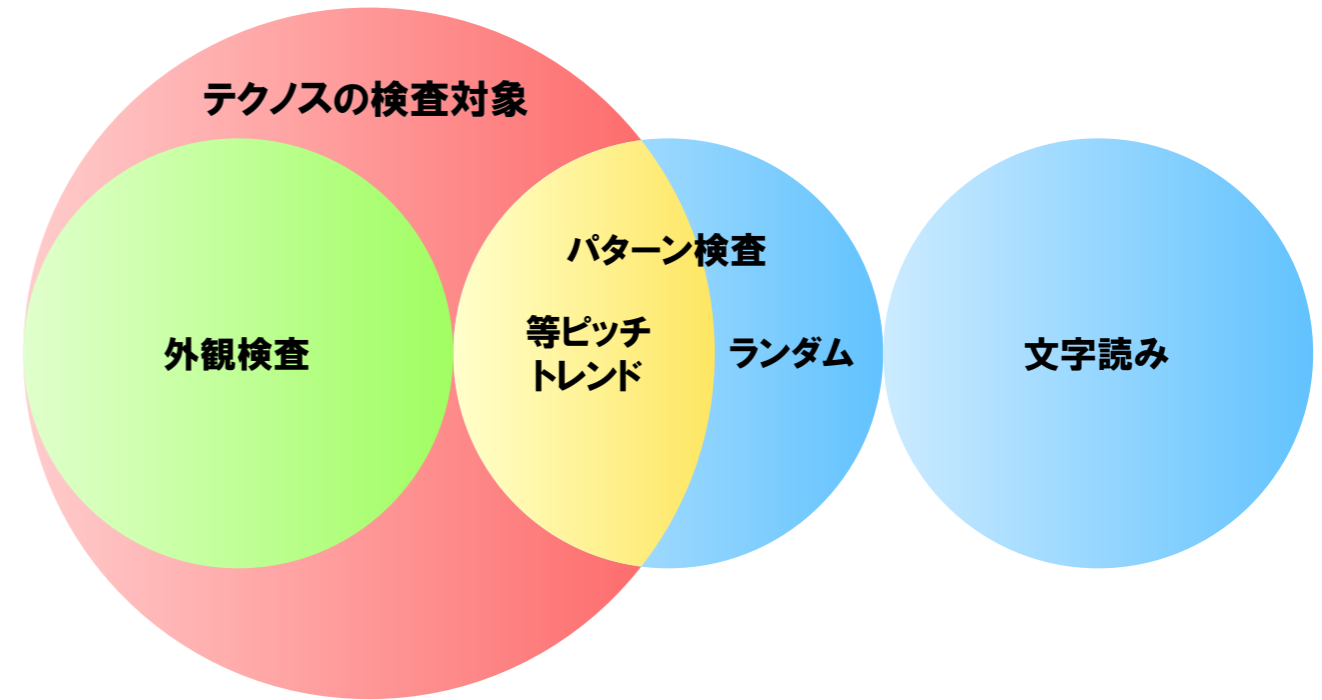 テクノスの検査対象
パターン検査
等ピッチ
トレンド
ランダム
外観検査
文字読み